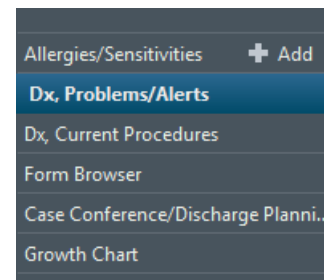 Allergies/Sensitivities + Add
Dx, Problems/Alerts
Dx, Current Procedures
Form Browser
Case Conference/Discharge Planni..
Growth Chart